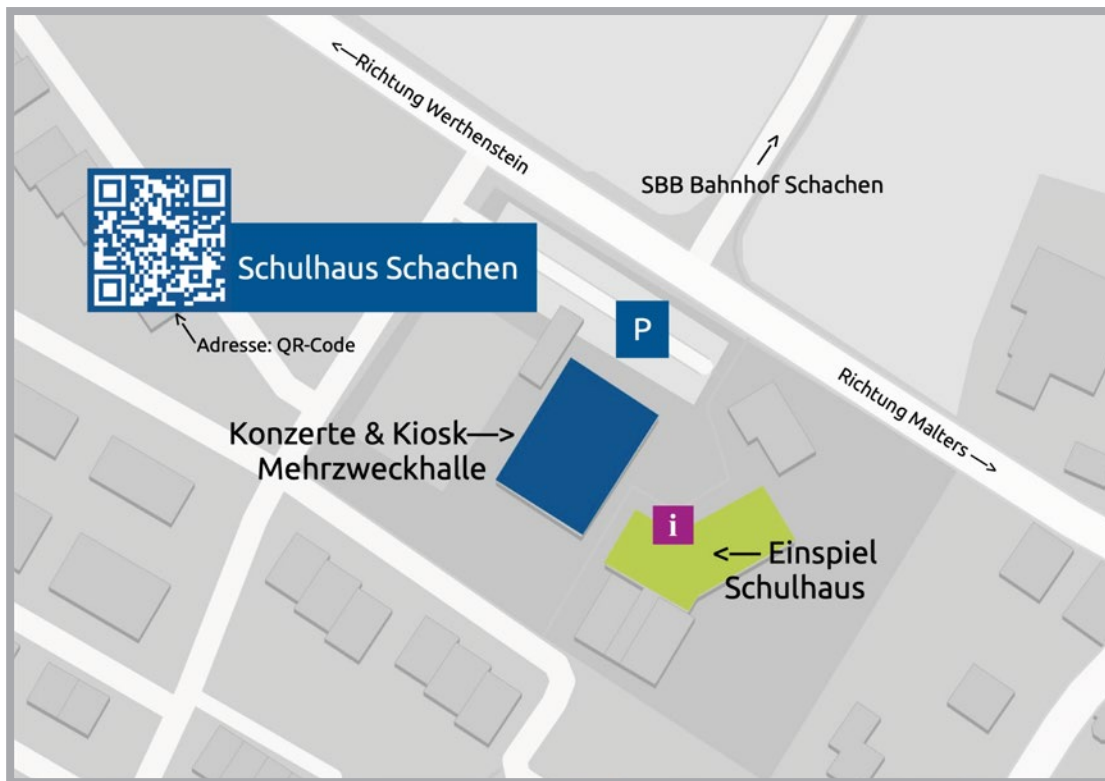 <—Richtung Werthenstein
SBB Bahnhof Schachen
Schulhaus Schachen
P
Adresse: QR-Code
Richtung Malters —>
Konzerte & Kiosk—>
Mehrzweckhalle
i
<— Einspiel
Schulhaus